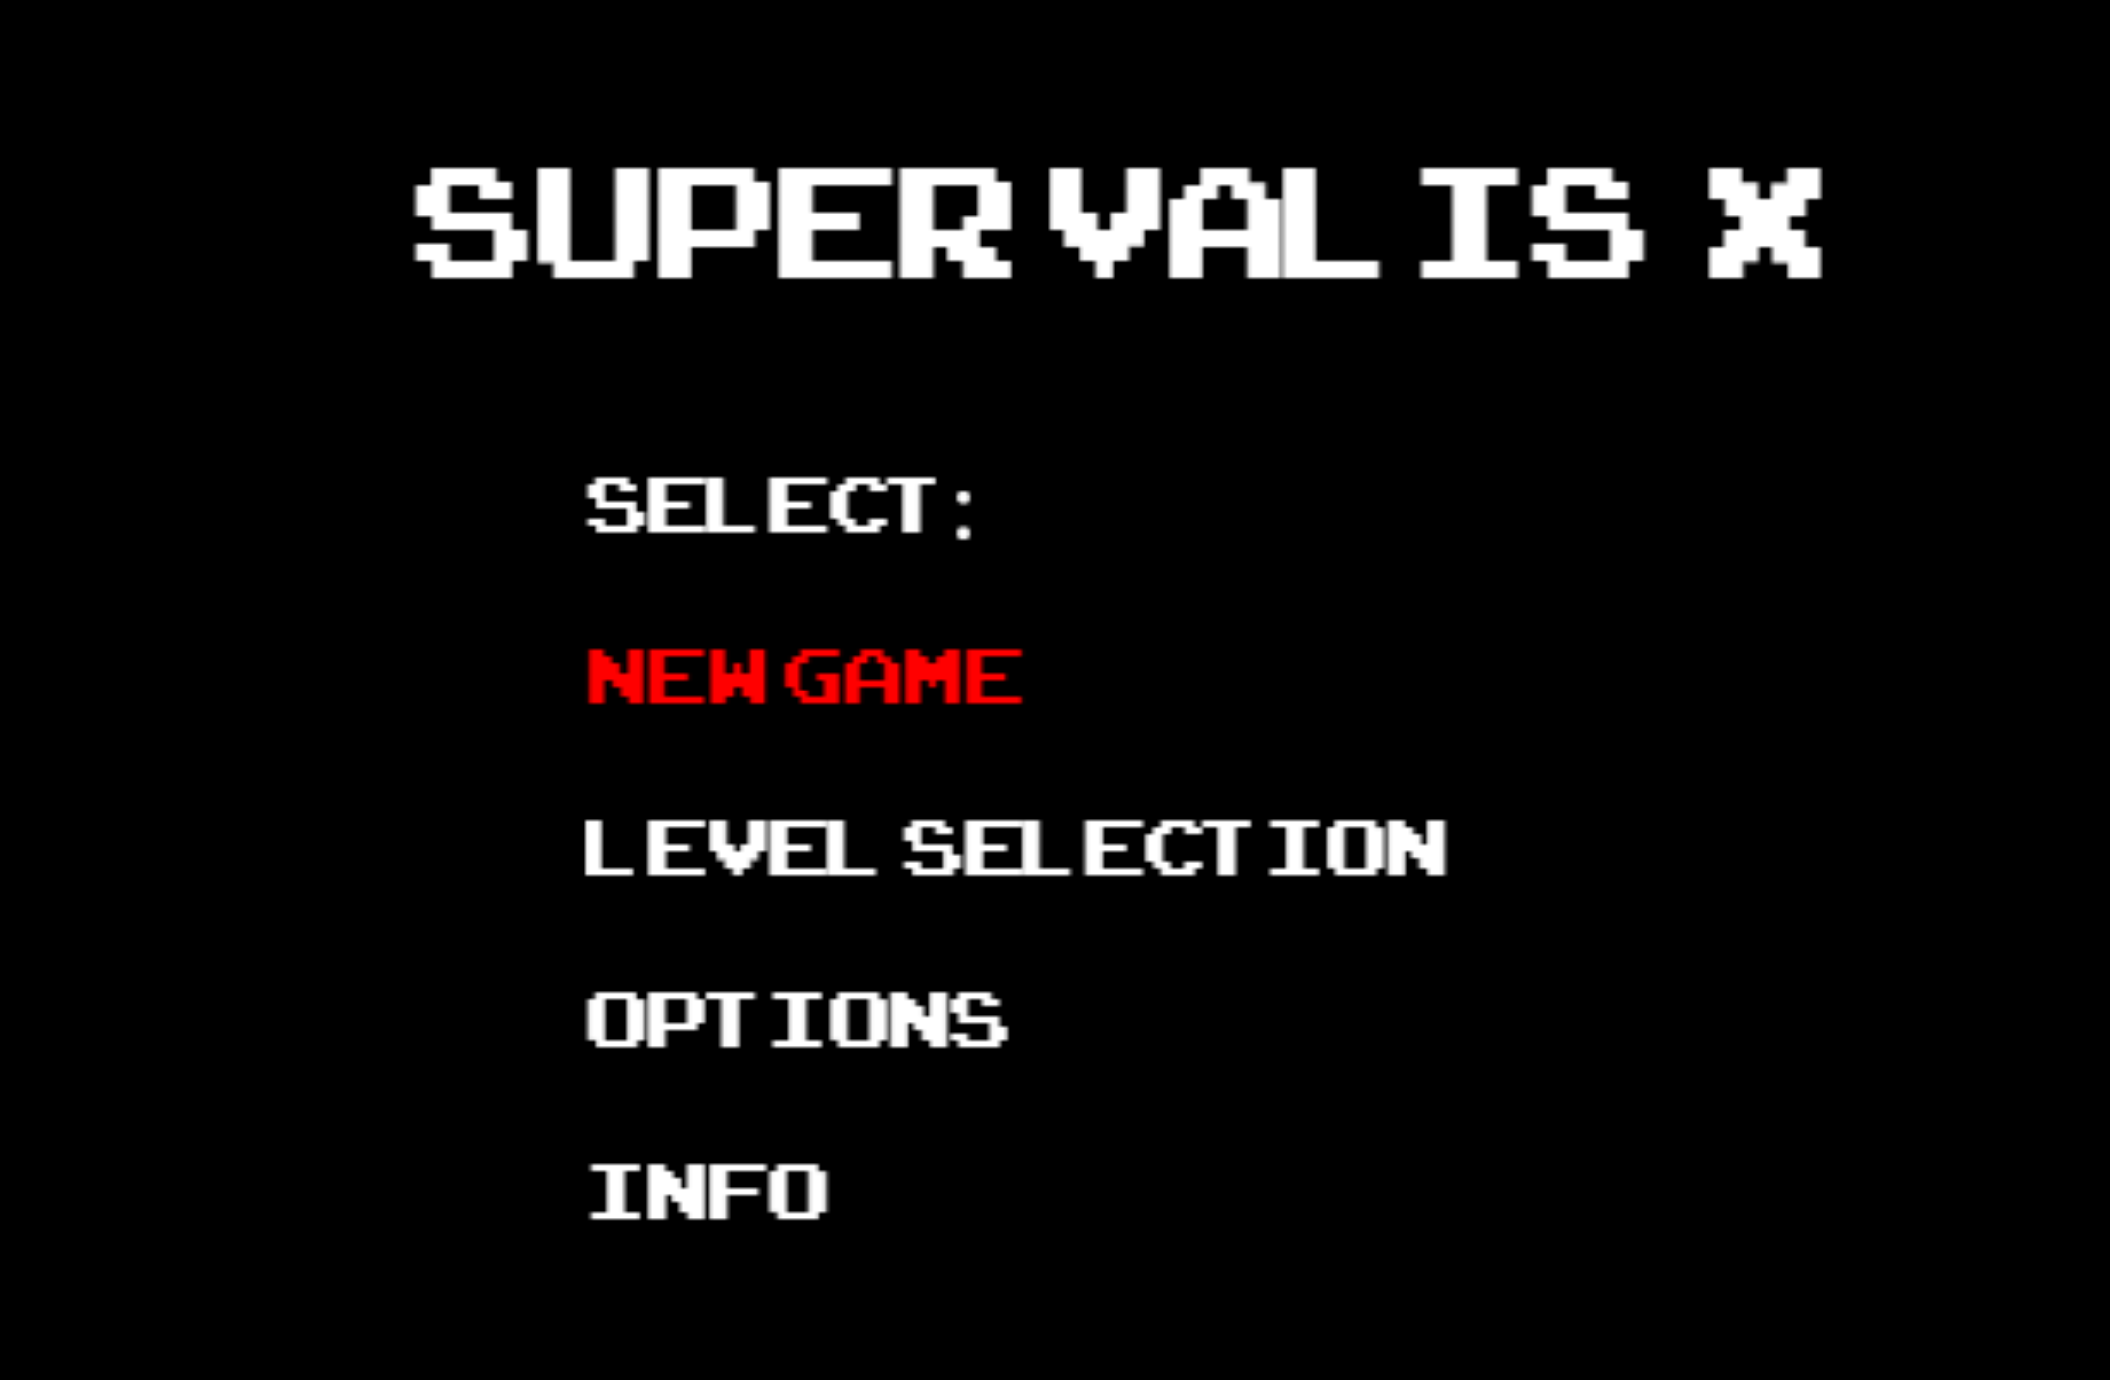 SUPER VALIS X
SELECT:
NEW GAME
LEVEL SELECTION
OPTIONS
INFO